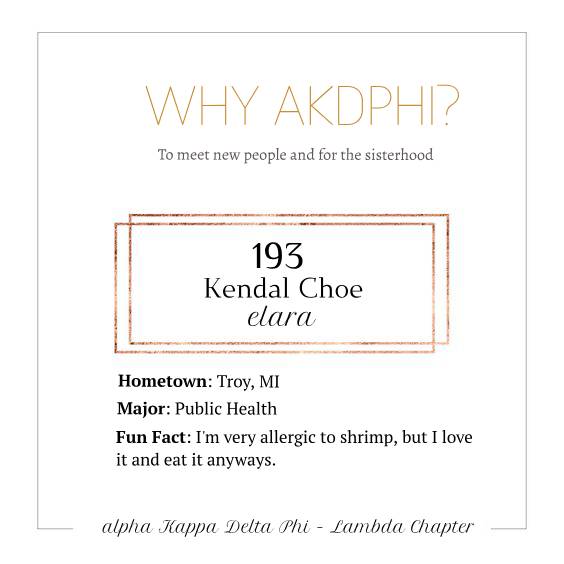 WHY AKDPHI?
To meet new people and for the sisterhood
193
Kendal Choe
elara
Hometown: Troy, MI
Major: Public Health
Fun Fact: I'm very allergic to shrimp, but I love
it and eat it anyways.
alpha Kappa Delta Phi - Lambda Chapter